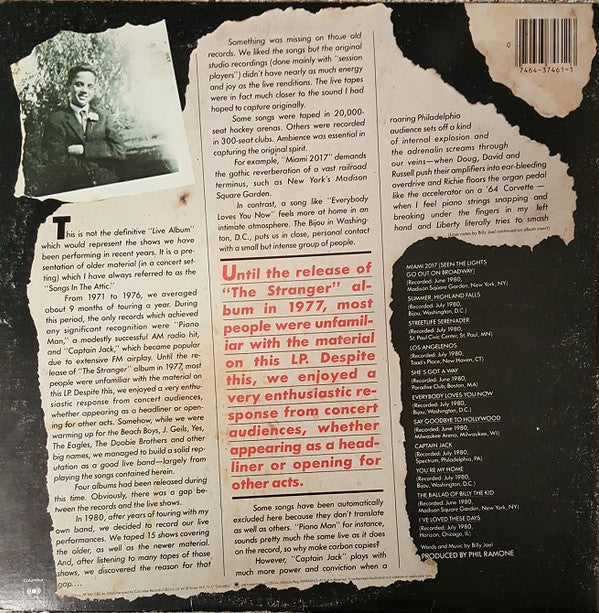 This is not the definitive "Live Album"
which would represent the shows we have
been performing in recent years. It is a pre-
sentation of older material (in a concert set-
ting) which I have always referred to as the
"Songs In The Attic."
From 1971 to 1976, we averaged
about 9 months of touring a year. During
this period, the only records which achieved
any significant recognition were "Piano
Man," a modestly successful AM radio hit,
and "Captain Jack," which became popular
due to extensive FM airplay. Until the re-
lease of "The Stranger" album in 1977, most
people were unfamiliar with the material on
this LP. Despite this, we enjoyed a very enthu-
siastic response from concert audiences,
whether appearing as a headliner or open-
ing for other acts. Somehow, while we were
warming up for the Beach Boys, J. Geils, Yes,
The Eagles, The Doobie Brothers and other
big names, we managed to build a solid rep-
utation as a good live band—largely from
playing the songs contained herein.
Four albums had been released during
this time. Obviously, there was a gap be-
tween the records and the live shows.
In 1980, after years of touring with my
own band, we decided to record our live
performances. We taped 15 shows covering
the older, as well as the newer material.
And, after listening to many tapes of those
shows, we discovered the reason for that
gap....
Something was missing on those old
records. We liked the songs but the original
studio recordings (done mainly with "session
players") didn't have nearly as much energy
and joy as the live renditions. The live tapes
were in fact much closer to the sound I had
hoped to capture originally.
Some were taped in 20,000-
seat hockey arenas. Others were recorded
in 300-seat clubs. Ambience was essential in
capturing the original spirit.
For example, "Miami 2017" demands
the gothic reverberation of a vast railroad
terminus, such as New York's Madison
Square Garden.
In contrast, a song like "Everybody
Loves You Now" feels more at home in an
intimate atmosphere. The Bijou in Washing-
ton, D.C., puts us in close, personal contact
with a small but intense group of people.
Until the release of
"The Stranger" al-
bum in 1977, most
people were unfamil-
iar with the material
on this LP. Despite
this, we enjoyed a
very enthusiastic re-
sponse from concert
audiences, whether
appearing as a head-
liner or opening for
other acts.
Some songs have been automatically
excluded here because they don't translate
as well as others. "Piano Man" for instance,
sounds pretty much the same live as it does
on the record, so why make carbon copies?
However, "Captain Jack" plays with
much more power and conviction when a
roaring Philadelphia
audience sets off a kind
of internal explosion and
the adrenalin screams through
our veins—when Doug, David and
Russell push their amplifiers into ear-bleeding
overdrive and Richie floors the organ pedal
like the accelerator on a '64 Corvette—
when I feel piano strings snapping and
breaking under the fingers in my left
hand and Liberty literally tries to smash
(Liner notes by Billy Joel continued on album insert)
7464-37461-1
MIAMI 2017 (SEEN THE LIGHTS
GO OUT ON BROADWAY)
(Recorded: June 1980,
Madison Square Garden, New York, NY)
SUMMER, HIGHLAND FALLS
(Recorded: July 1980,
Bijou, Washington, D.C.)
STREETLIFE SERENADER
(Recorded: July 1980,
St. Paul Civic Center, St. Paul, MN)
LOS ANGELENOS
(Recorded: July 1980,
Toad's Place, New Haven, CT)
SHE'S GOT A WAY
(Recorded: June 1980,
Paradise Club, Boston, MA)
EVERYBODY LOVES YOU NOW
(Recorded: July 1980,
Bijou, Washington, D.C.)
SAY GOODBYE TO HOLLYWOOD
(Recorded: June 1980,
Milwaukee Arena, Milwaukee, WI)
CAPTAIN JACK
(Recorded: July 1980,
Spectrum, Philadelphia, PA)
YOU'RE MY HOME
(Recorded: July 1980,
Bijou, Washington, D.C.)
THE BALLAD OF BILLY THE KID
(Recorded: June 1980,
Madison Square Garden, New York, NY)
I'VE LOVED THESE DAYS
(Recorded: July 1980,
Horizon, Chicago, IL)
Words and Music by Billy Joel
PRODUCED BY PHIL RAMONE
Columbia